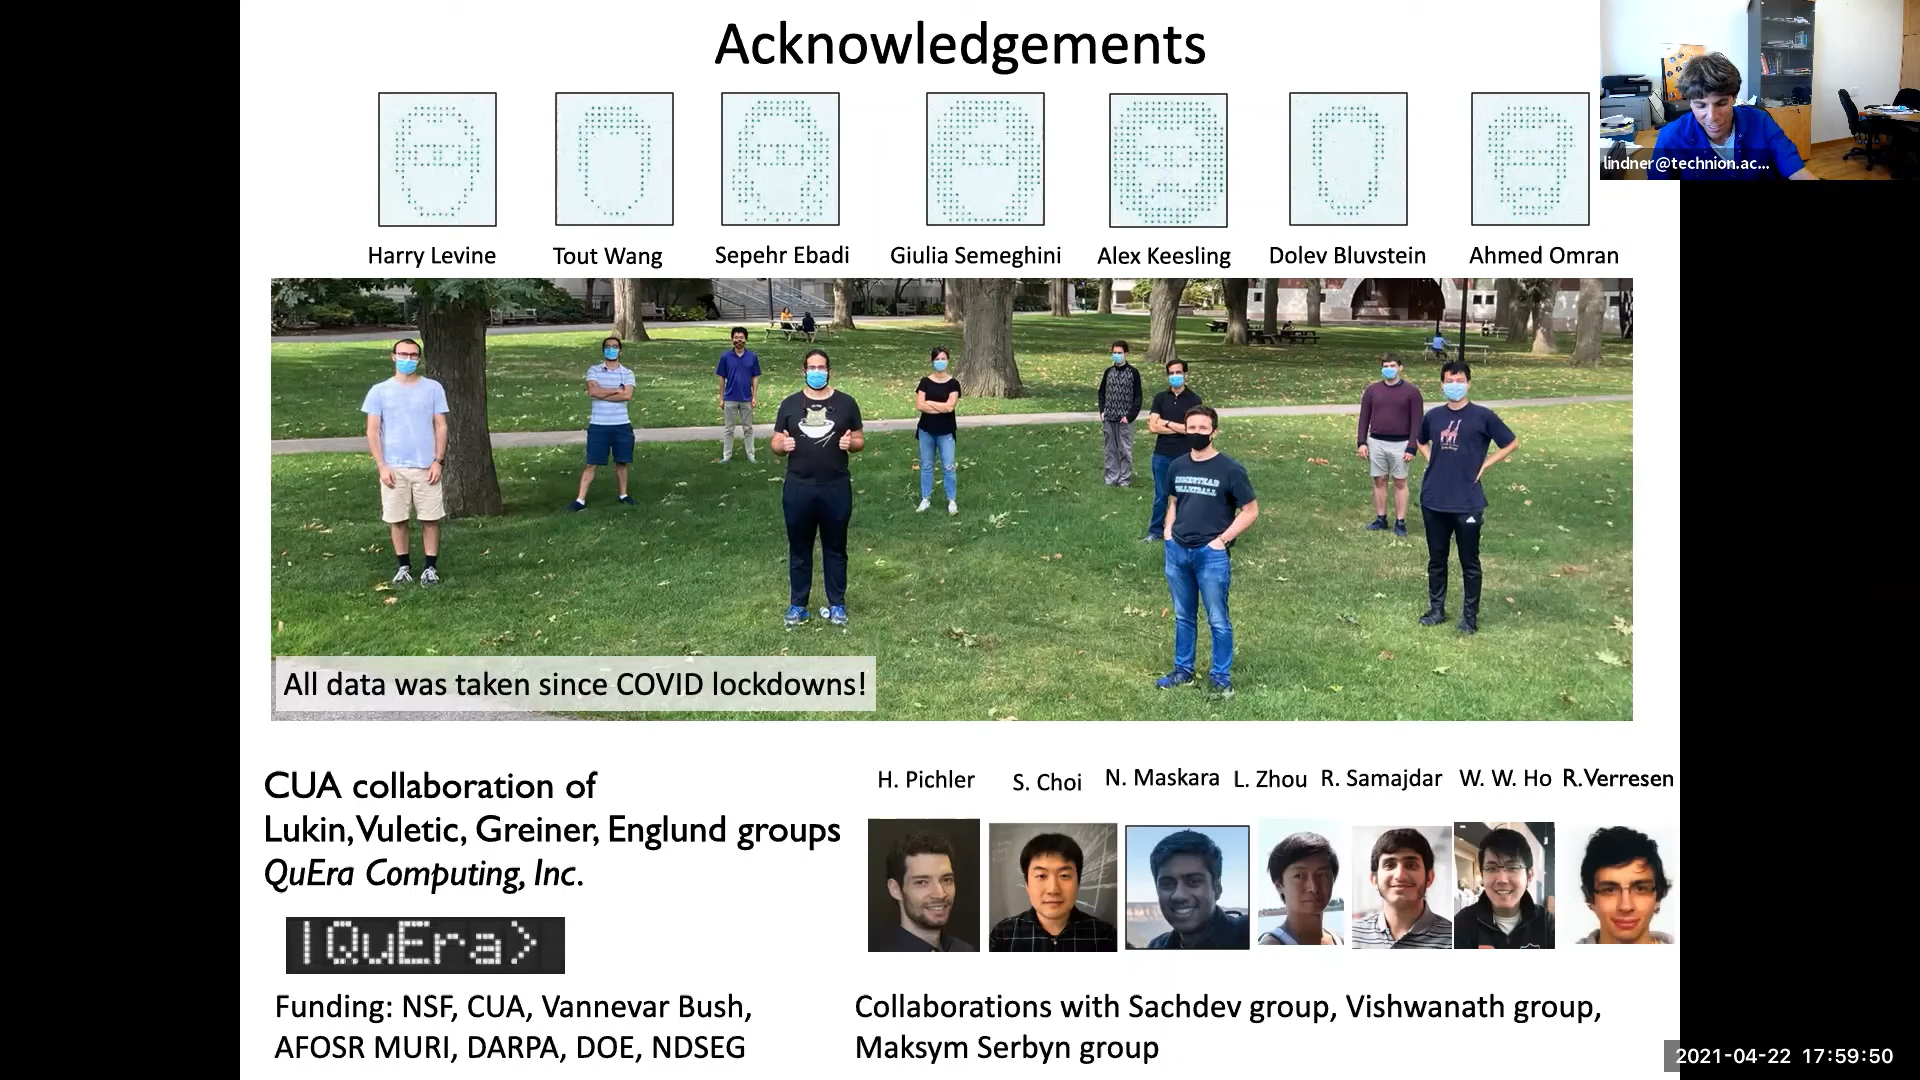 Acknowledgements
lindner@technion.ac...
Harry Levine
Tout Wang
Sepehr Ebadi
Giulia Semeghini
Alex Keesling
Dolev Bluvstein
Ahmed Omran
All data was taken since COVID lockdowns!
CUA collaboration of
Lukin, Vuletic, Greiner, Englund groups
QuEra Computing, Inc.
|QuEra>
Funding: NSF, CUA, Vannevar Bush,
AFOSR MURI, DARPA, DOE, NDSEG
H. Pichler
S. Choi
N. Maskara
L. Zhou
R. Samajdar
W. W. Ho
R. Verresen
Collaborations with Sachdev group, Vishwanath group,
Maksym Serbyn group
2021-04-22 17:59:50